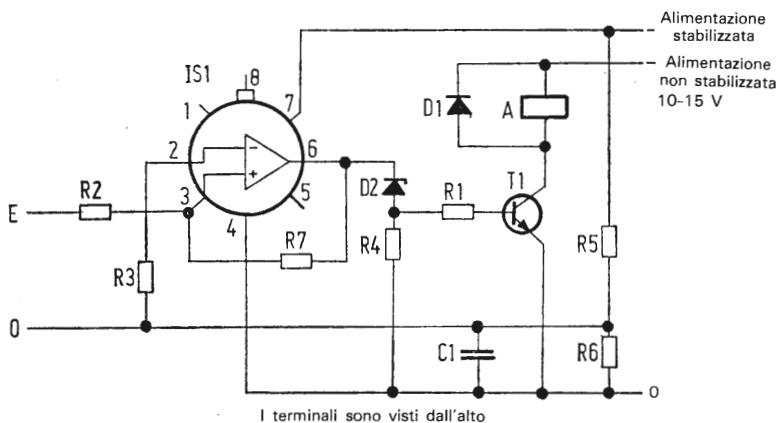 Alimentazione
stabilizzata
Alimentazione
non stabilizzata
10-15 V
IS1
8
1
7
D1
A
2
6
T1
3
5
D2
R2
R1
E
4
R7
R4
R5
R3
0
C1
R6
0
I terminali sono visti dall'alto